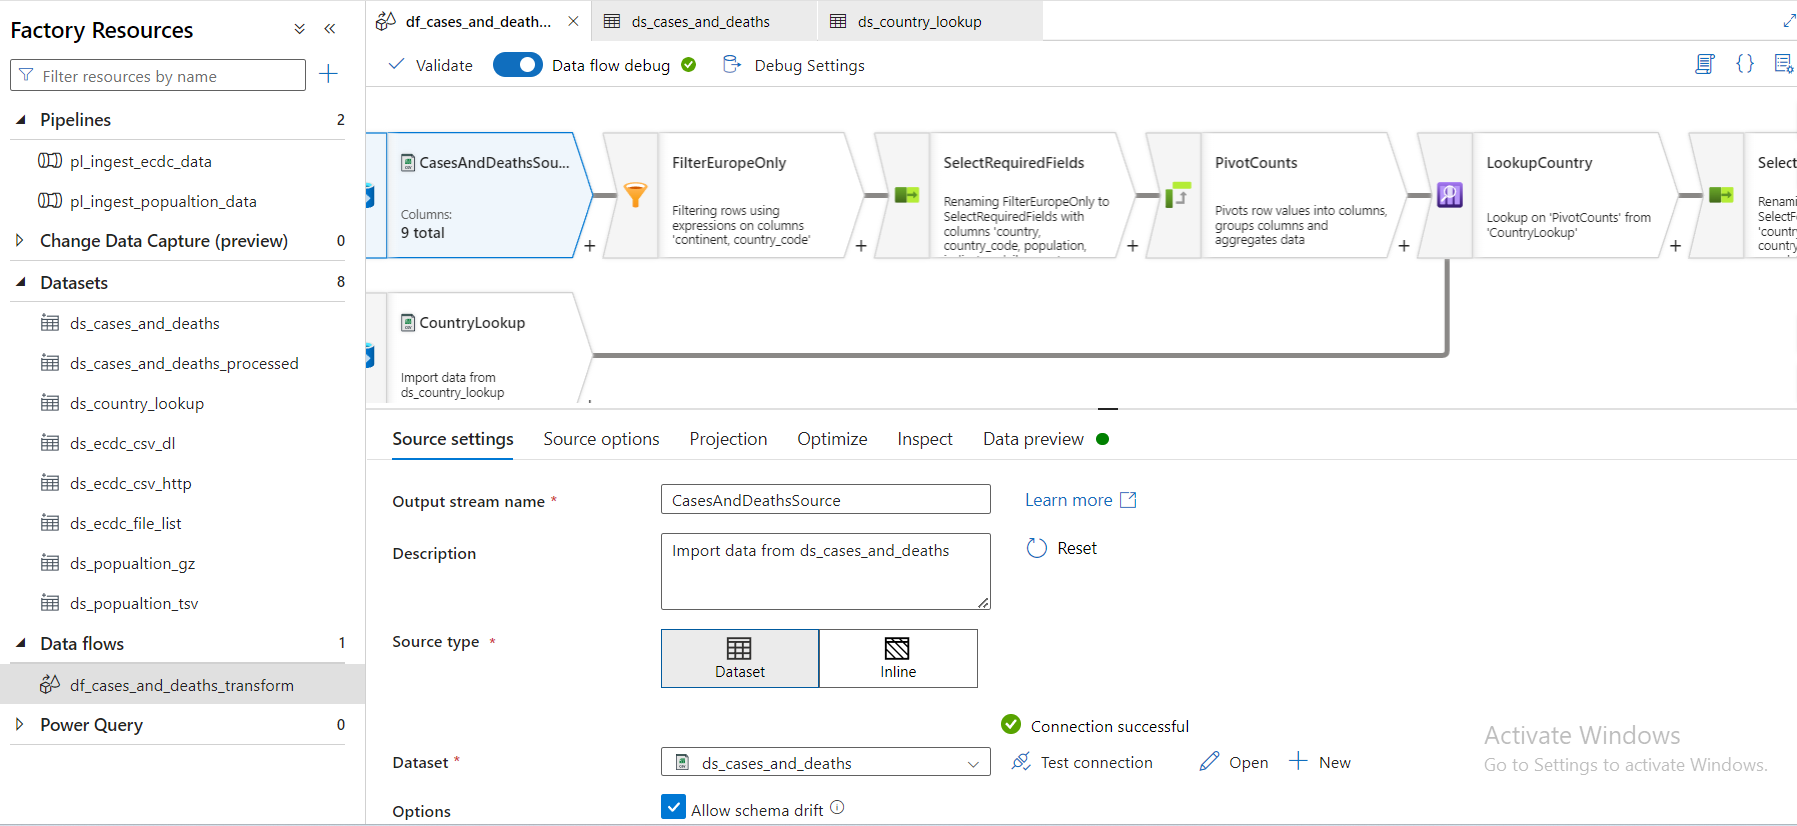 Factory Resources
Filter resources by name
Pipelines 2
pl_ingest_ecdc_data
pl_ingest_popualtion_data
Change Data Capture (preview) 0
Datasets 8
ds_cases_and_deaths
ds_cases_and_deaths_processed
ds_country_lookup
ds_ecdc_csv_dl
ds_ecdc_csv_http
ds_ecdc_file_list
ds_popualtion_gz
ds_popualtion_tsv
Data flows 1
df_cases_and_deaths_transform
Power Query 0
df_cases_and_death...
ds_cases_and_deaths
ds_country_lookup
Validate
Data flow debug
Debug Settings
CasesAndDeathsSou...
Columns:
9 total
+
FilterEuropeOnly
Filtering rows using
expressions on columns
'continent, country_code'
+
SelectRequiredFields
Renaming FilterEuropeOnly to
SelectRequiredFields with
columns 'country,
country_code, population,
+
PivotCounts
Pivots row values into columns,
groups columns and
aggregates data
+
LookupCountry
Lookup on 'PivotCounts' from
'CountryLookup'
+
Select
Renami
SelectF
'countr
country
CountryLookup
Import data from
ds_country_lookup
Source settings
Source options
Projection
Optimize
Inspect
Data preview
Output stream name *
CasesAndDeathsSource
Learn more
Description
Import data from ds_cases_and_deaths
Reset
Source type *
Dataset
Inline
Connection successful
Dataset *
ds_cases_and_deaths
Test connection
Open
New
Options
Allow schema drift
Activate Windows
Go to Settings to activate Windows.